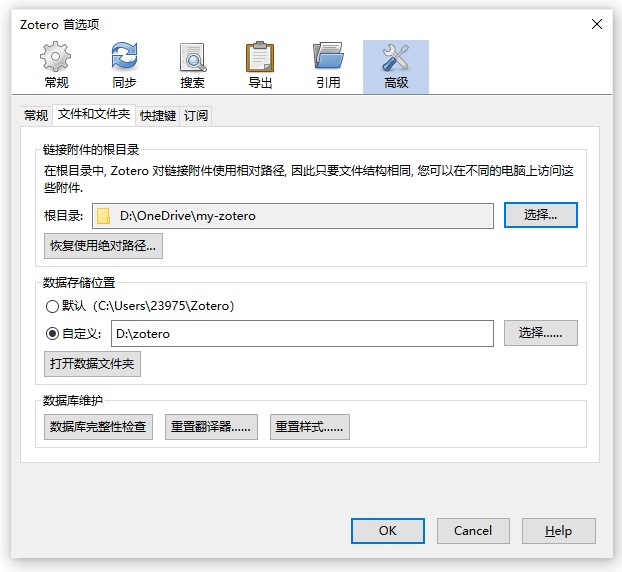 Zotero 首选项
常规 同步 搜索 导出 引用 高级
常规 文件和文件夹 快捷键 订阅
链接附件的根目录
在根目录中, Zotero 对链接附件使用相对路径, 因此只要文件结构相同, 您可以在不同的电脑上访问这
些附件.
根目录: D:\OneDrive\my-zotero 选择...
恢复使用绝对路径...
数据存储位置
默认（C:\Users\23975\Zotero）
自定义: D:\zotero 选择......
打开数据文件夹
数据库维护
数据库完整性检查 重置翻译器...... 重置样式......
OK Cancel Help